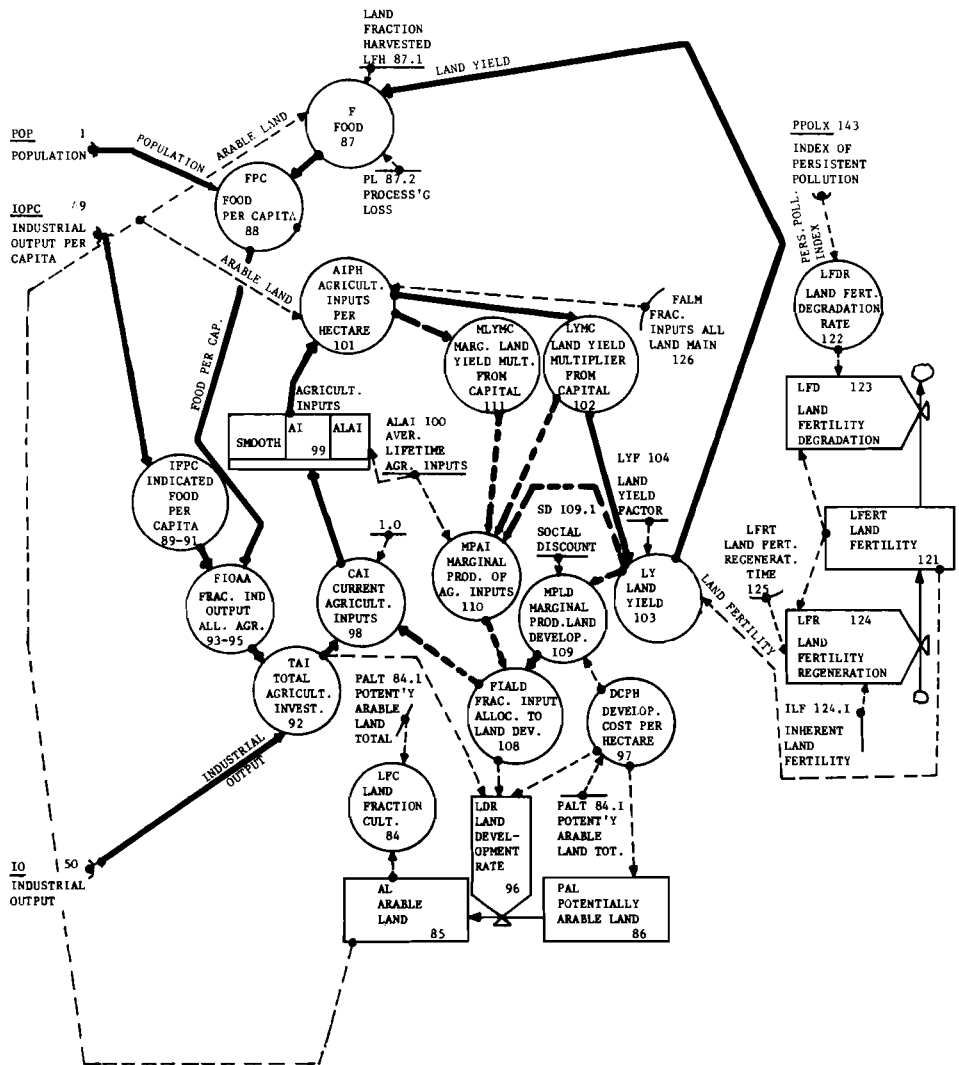 LAND
FRACTION
HARVESTED
LFH 87.1
LAND YIELD
F
FOOD
87
ARABLE LAND
PL 87.2
PROCESS'G
LOSS
POP 1
POPULATION
POPULATION
FPC
FOOD
PER CAPITA
88
IOPC 49
INDUSTRIAL
OUTPUT PER
CAPITA
ARABLE LAND
PPOLX 143
INDEX OF
PERSISTENT
POLLUTION
PERS.POLL.
INDEX
AIPH
AGRICULT.
INPUTS
PER
HECTARE
101
FALM
FRAC.
INPUTS ALL
LAND MAIN
126
LFDR
LAND FERT.
DEGRADATION
RATE
122
MLYMC
MARG. LAND
YIELD MULT.
FROM
CAPITAL
111
LYMC
LAND YIELD
MULTIPLIER
FROM
CAPITAL
102
FOOD PER CAP.
AGRICULT.
INPUTS
SMOOTH
AI
99
ALAI
ALAI 100
AVER.
LIFETIME
AGR. INPUTS
LFD 123
LAND
FERTILITY
DEGRADATION
IFPC
INDICATED
FOOD
PER
CAPITA
89-91
LYF 104
LAND
YIELD
FACTOR
SD 109.1
SOCIAL
DISCOUNT
1.0
LFERT
LAND
FERTILITY
121
LFRT
LAND FERT.
REGENERAT.
TIME
125
FIOAA
FRAC. IND
OUTPUT
ALL. AGR.
93-95
CAI
CURRENT
AGRICULT.
INPUTS
98
MPAI
MARGINAL
PROD. OF
AG. INPUTS
110
MPLD
MARGINAL
PROD.LAND
DEVELOP.
109
LY
LAND
YIELD
103
LAND FERTILITY
LFR 124
LAND
FERTILITY
REGENERATION
TAI
TOTAL
AGRICULT.
INVEST.
92
PALT 84.1
POTENT'Y
ARABLE
LAND
TOTAL
FIALD
FRAC. INPUT
ALLOC. TO
LAND DEV.
108
DCPH
DEVELOP.
COST PER
HECTARE
97
ILF 124.1
INHERENT
LAND
FERTILITY
INDUSTRIAL
OUTPUT
LFC
LAND
FRACTION
CULT.
84
LDR
LAND
DEVEL-
OPMENT
RATE
96
PALT 84.1
POTENT'Y
ARABLE
LAND TOT.
IO 50
INDUSTRIAL
OUTPUT
AL
ARABLE
LAND
85
PAL
POTENTIALLY
ARABLE LAND
86